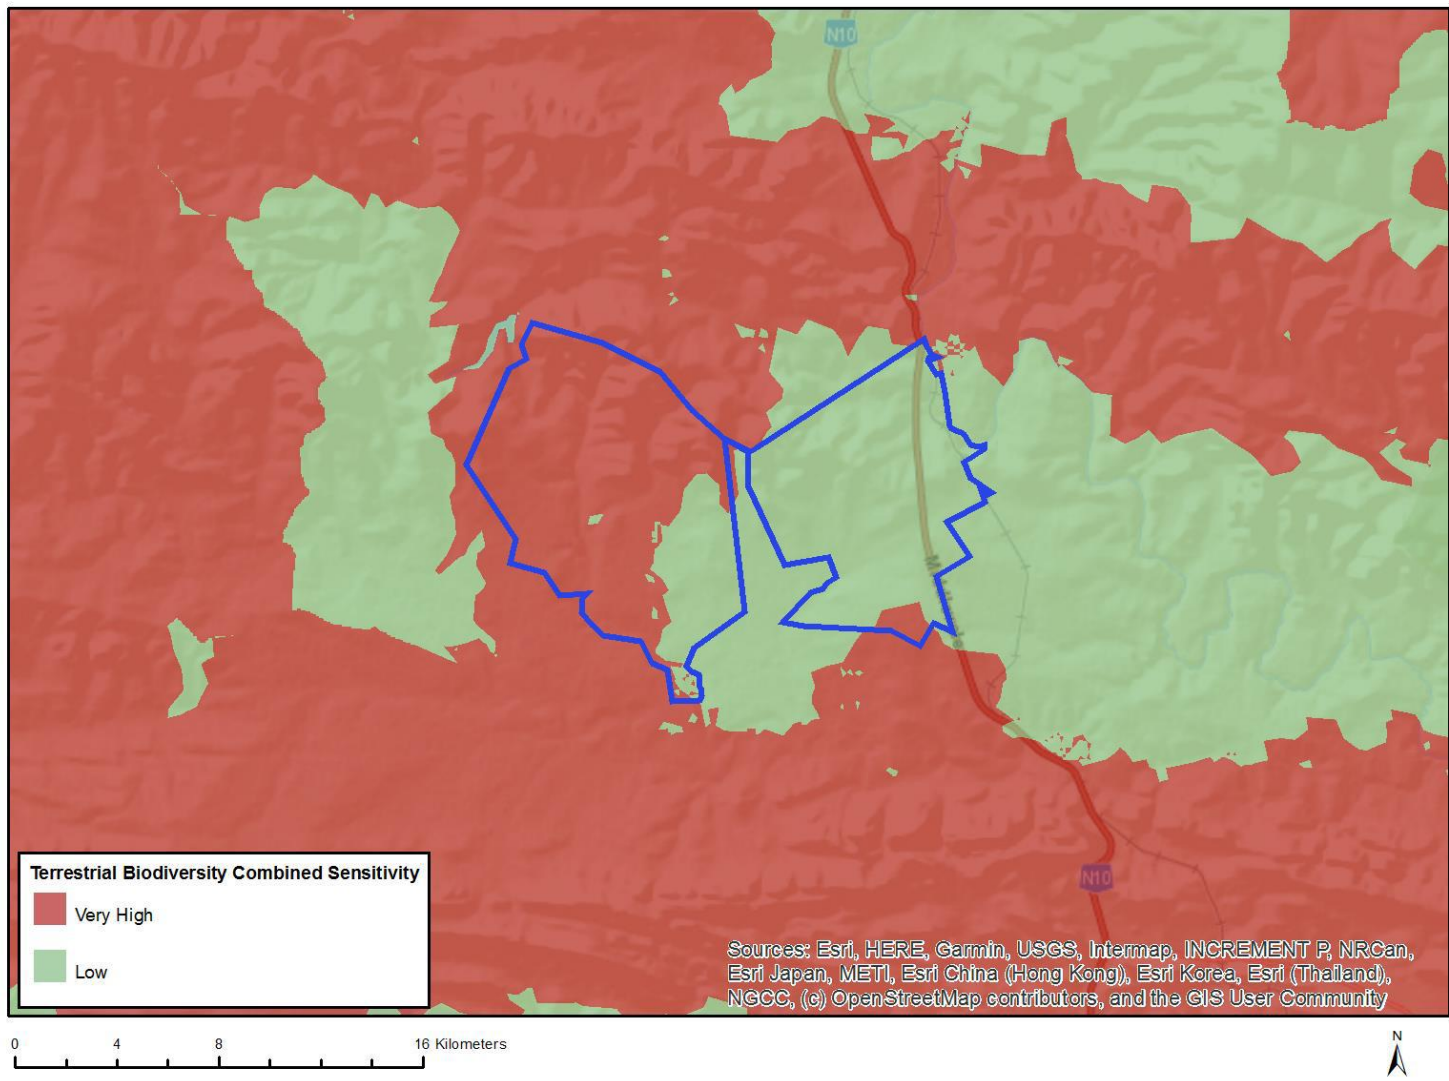 N10
Terrestrial Biodiversity Combined Sensitivity
Very High
Low
N10
Sources: Esri, HERE, Garmin, USGS, Intermap, INCREMENT P, NRCan,
Esri Japan, METI, Esri China (Hong Kong), Esri Korea, Esri (Thailand),
NGCC, (c) OpenStreetMap contributors, and the GIS User Community
0 4 8 16 Kilometers
N